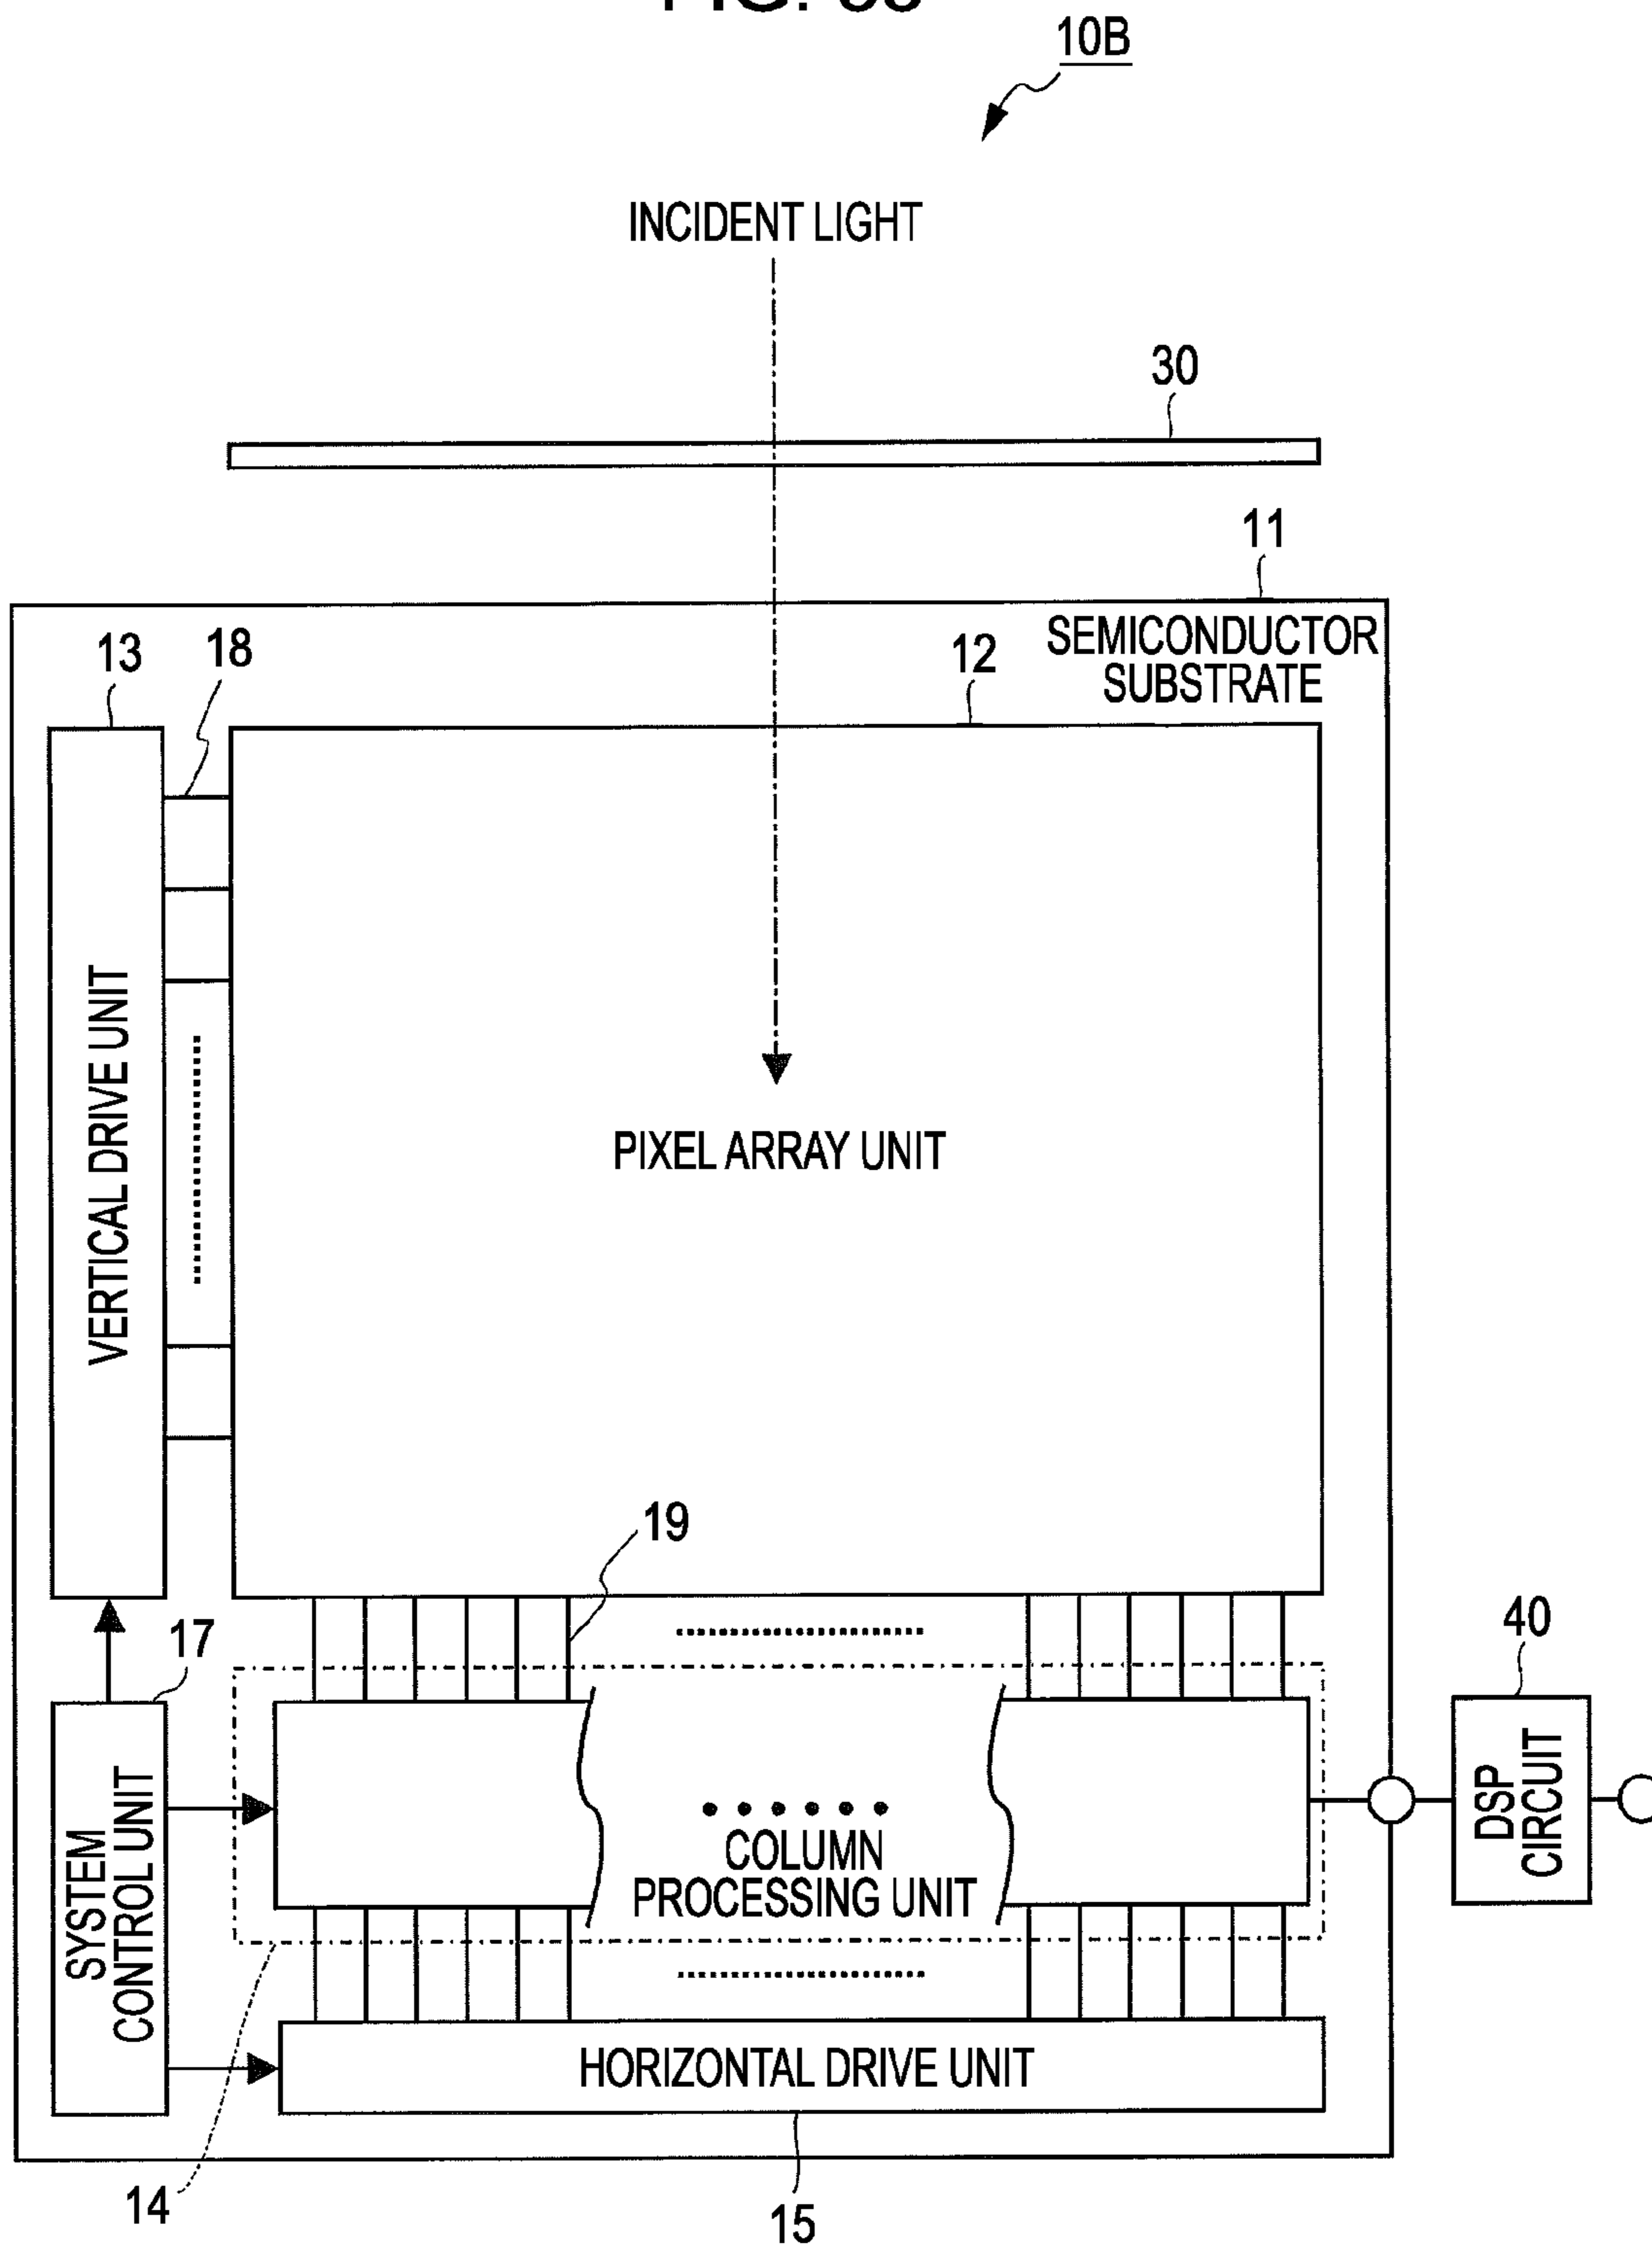 10B
INCIDENT LIGHT
30
11
SEMICONDUCTOR
SUBSTRATE
13
18
12
VERTICAL DRIVE UNIT
PIXEL ARRAY UNIT
19
17
40
SYSTEM
CONTROL UNIT
COLUMN
PROCESSING UNIT
DSP
CIRCUIT
HORIZONTAL DRIVE UNIT
14
15